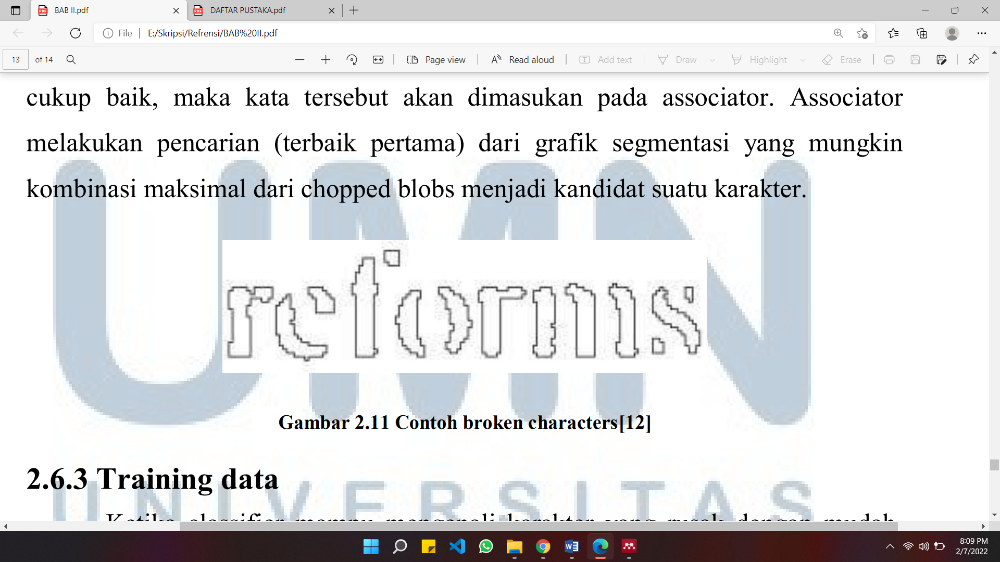 BAB II.pdf
DAFTAR PUSTAKA.pdf
File
E:/Skripsi/Refrensi/BAB%20II.pdf
13 of 14
Page view
Read aloud
Add text
Draw
Highlight
Erase
cukup baik, maka kata tersebut akan dimasukan pada associator. Associator
melakukan pencarian (terbaik pertama) dari grafik segmentasi yang mungkin
kombinasi maksimal dari chopped blobs menjadi kandidat suatu karakter.
UMN
reforms
Gambar 2.11 Contoh broken characters[12]
2.6.3 Training data
UNIVERSITAS
Ketika classifier mampu mengenali karakter yang rusak dengan mudah
8:09 PM
2/7/2022